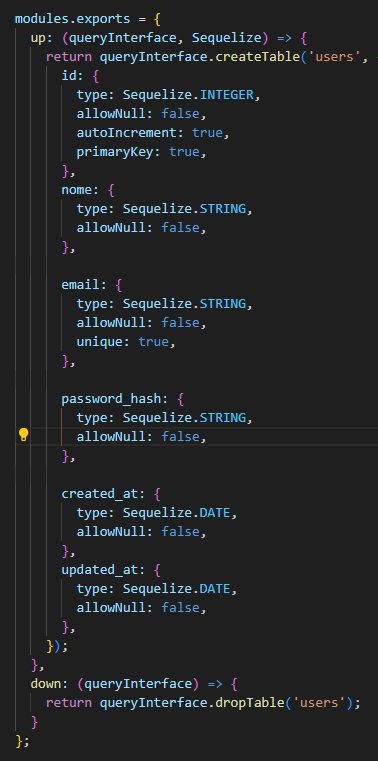 modules.exports = {
  up: (queryInterface, Sequelize) => {
    return queryInterface.createTable('users',
      id: {
        type: Sequelize.INTEGER,
        allowNull: false,
        autoIncrement: true,
        primaryKey: true,
      },
      nome: {
        type: Sequelize.STRING,
        allowNull: false,
      },

      email: {
        type: Sequelize.STRING,
        allowNull: false,
        unique: true,
      },

      password_hash: {
        type: Sequelize.STRING,
        allowNull: false,
      },

      created_at: {
        type: Sequelize.DATE,
        allowNull: false,
      },
      updated_at: {
        type: Sequelize.DATE,
        allowNull: false,
      },
    });
  },
  down: (queryInterface) => {
    return queryInterface.dropTable('users');
  }
};